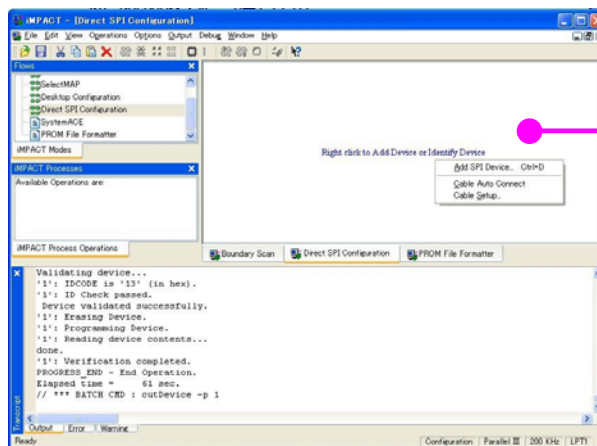 iMPACT - [Direct SPI Configuration]
File Edit View Operations Options Output Debug Window Help
Flows
SelectMAP
Desktop Configuration
Direct SPI Configuration
SystemACE
PROM File Formatter
iMPACT Modes
iMPACT Processes
Available Operations are:
iMPACT Process Operations
Right click to Add Device or Identify Device
Add SPI Device... Ctrl+D
Cable Auto Connect
Cable Setup...
Boundary Scan Direct SPI Configuration PROM File Formatter
Validating device...
'1': IDCODE is '13' (in hex).
'1': ID Check passed.
Device validated successfully.
'1': Erasing Device.
'1': Programming Device.
'1': Reading device contents...
done.
'1': Verification completed.
PROGRESS_END - End Operation.
Elapsed time = 61 sec.
// *** BATCH CMD : cutDevice -p 1
Transcript
Output Error Warning
Ready
Configuration Parallel III 200 KHz LPT1